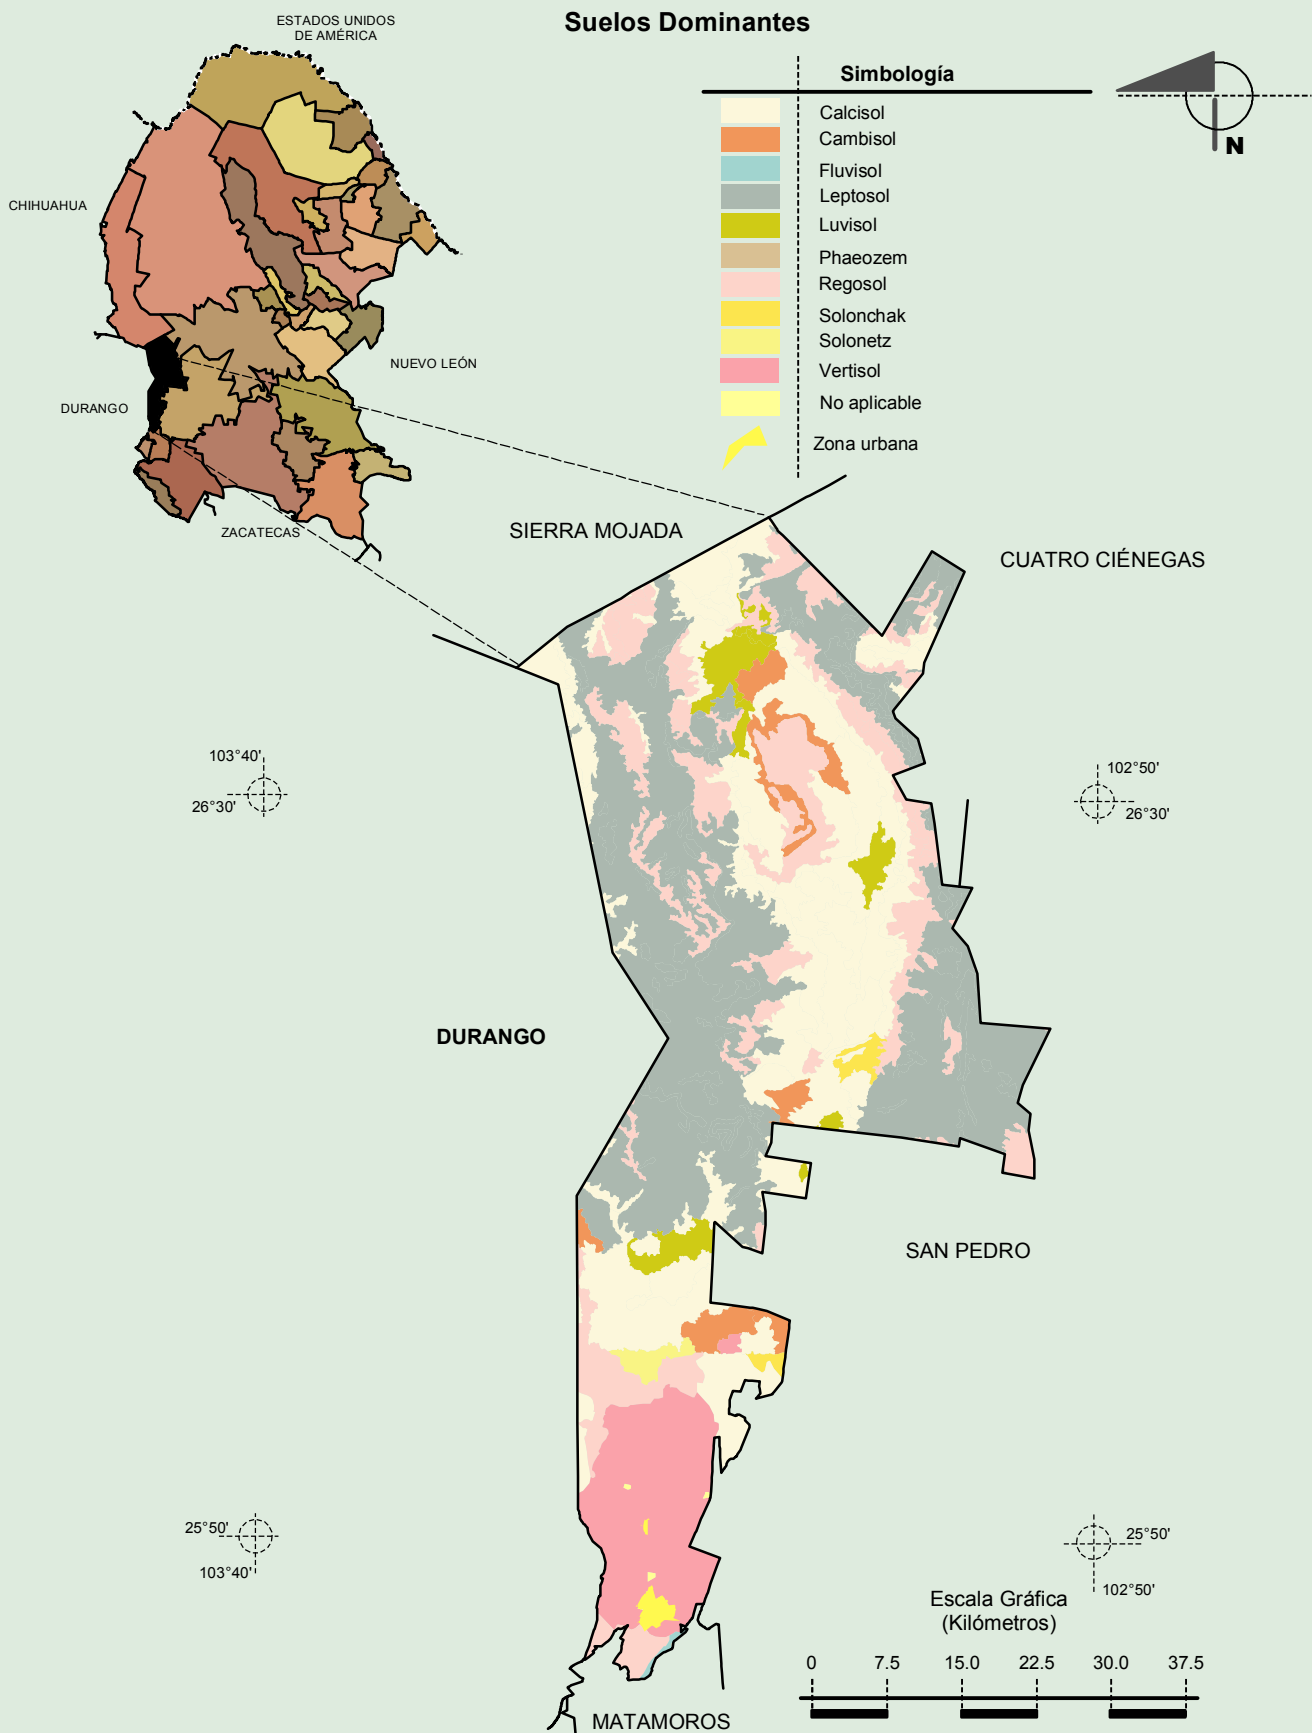 Suelos Dominantes
ESTADOS UNIDOS
DE AMÉRICA
CHIHUAHUA
NUEVO LEÓN
DURANGO
ZACATECAS
Simbología
Calcisol
Cambisol
Fluvisol
Leptosol
Luvisol
Phaeozem
Regosol
Solonchak
Solonetz
Vertisol
No aplicable
Zona urbana
N
SIERRA MOJADA
CUATRO CIÉNEGAS
103°40'
26°30'
102°50'
26°30'
DURANGO
SAN PEDRO
25°50'
103°40'
25°50'
102°50'
Escala Gráfica
(Kilómetros)
0 7.5 15.0 22.5 30.0 37.5
MATAMOROS